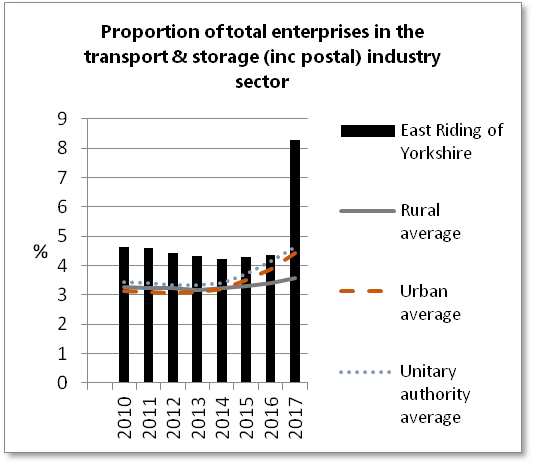 Proportion of total enterprises in the
transport & storage (inc postal) industry
sector
9
8
7
6
5
4
3
2
1
0
%
2010
2011
2012
2013
2014
2015
2016
2017
East Riding of
Yorkshire
Rural
average
Urban
average
Unitary
authority
average